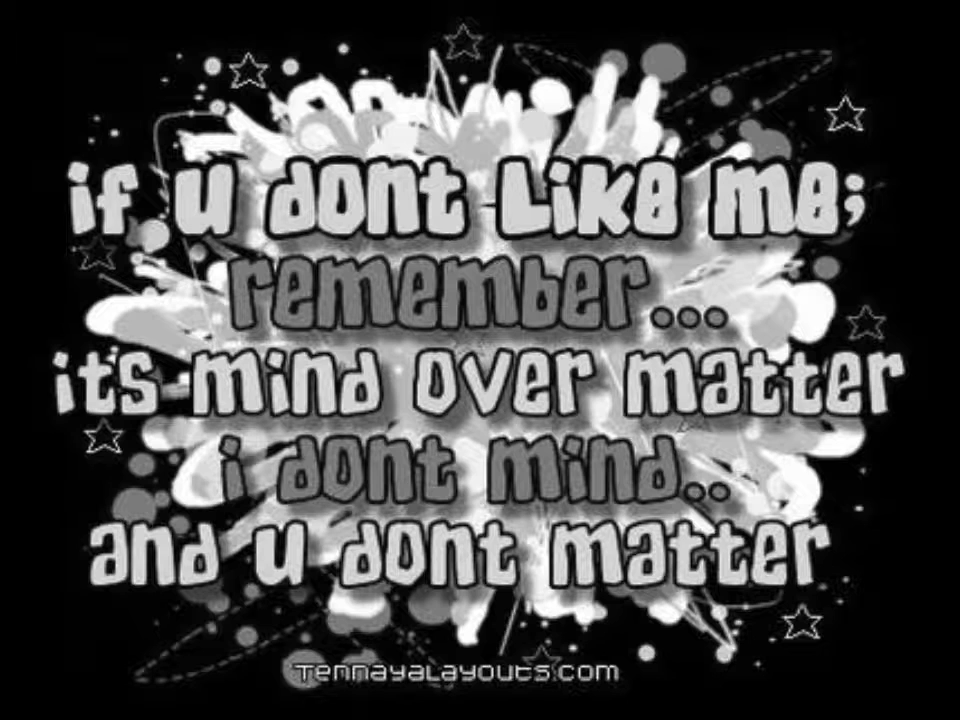 if u dont Like me;
remember...
its mind over matter
i dont mind..
and u dont matter
Tennayalayouts.com